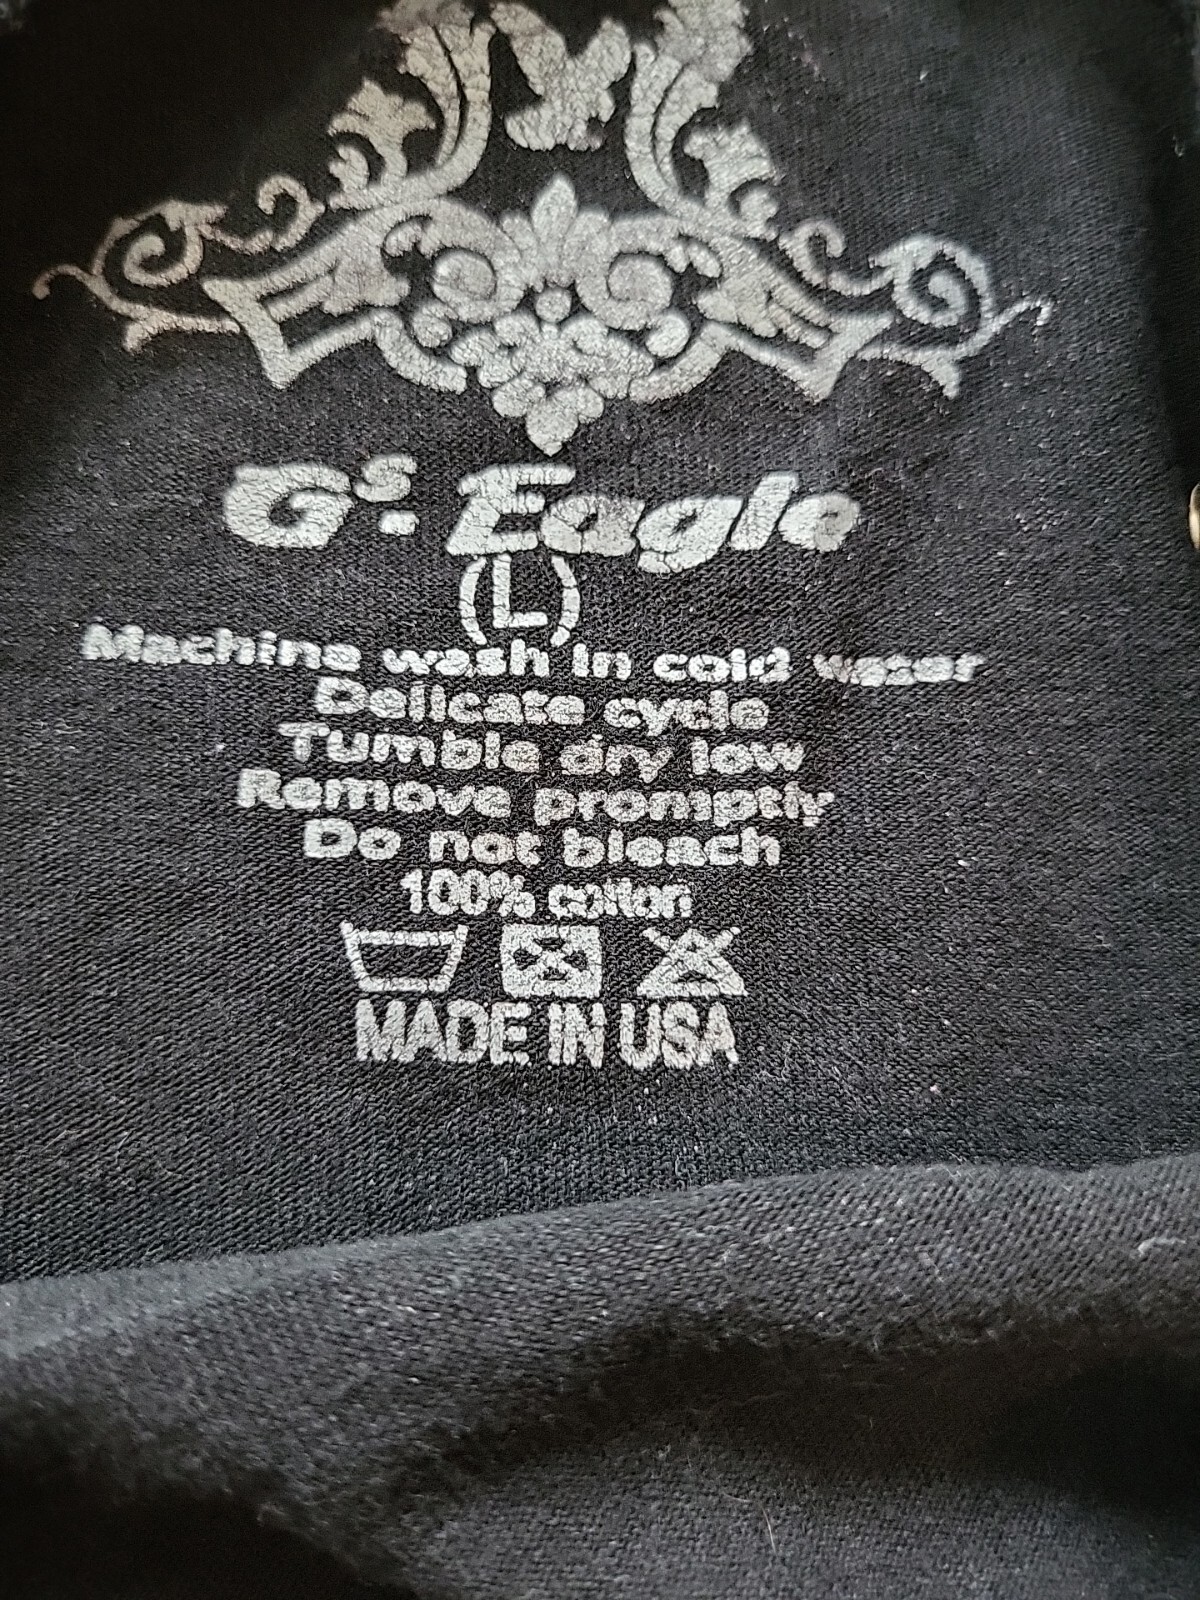 Gs. Eagle
(L)
Machine wash in cold water
Delicate cycle
Tumble dry low
Remove promptly
Do not bleach
100% cotton
MADE IN USA